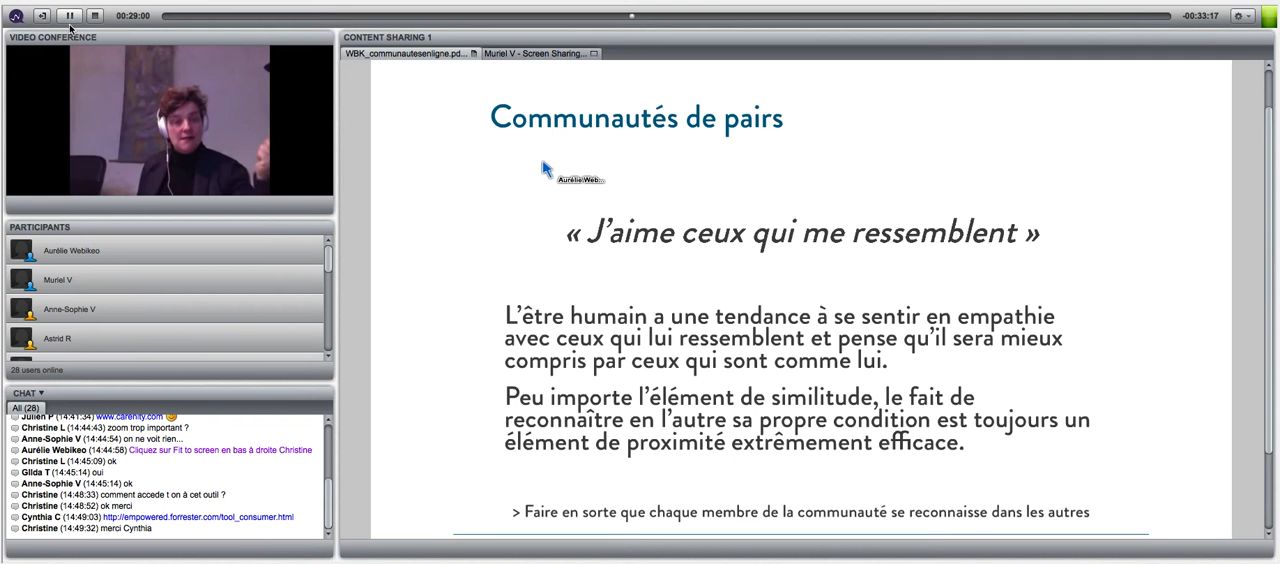 00:29:00
-00:33:17
VIDEO CONFERENCE
PARTICIPANTS
Aurélie Webikeo
Muriel V
Anne-Sophie V
Astrid R
28 users online
CHAT
All (28)
Julien P (14:41:34) www.carenity.com
Christine L (14:44:43) zoom trop important ?
Anne-Sophie V (14:44:54) on ne voit rien...
Aurélie Webikeo (14:44:58) Cliquez sur Fit to screen en bas à droite Christine
Christine L (14:45:09) ok
Gilda T (14:45:14) oui
Anne-Sophie V (14:45:14) ok
Christine (14:48:33) comment accede t on à cet outil ?
Christine (14:48:52) ok merci
Cynthia C (14:49:03) http://empowered.forrester.com/tool_consumer.html
Christine (14:49:32) merci Cynthia
CONTENT SHARING 1
WBK_communautesenligne.pd...
Muriel V - Screen Sharing...
Communautés de pairs
Aurélie Web...
« J'aime ceux qui me ressemblent »
L'être humain a une tendance à se sentir en empathie
avec ceux qui lui ressemblent et pense qu'il sera mieux
compris par ceux qui sont comme lui.
Peu importe l'élément de similitude, le fait de
reconnaître en l'autre sa propre condition est toujours un
élément de proximité extrêmement efficace.
> Faire en sorte que chaque membre de la communauté se reconnaisse dans les autres